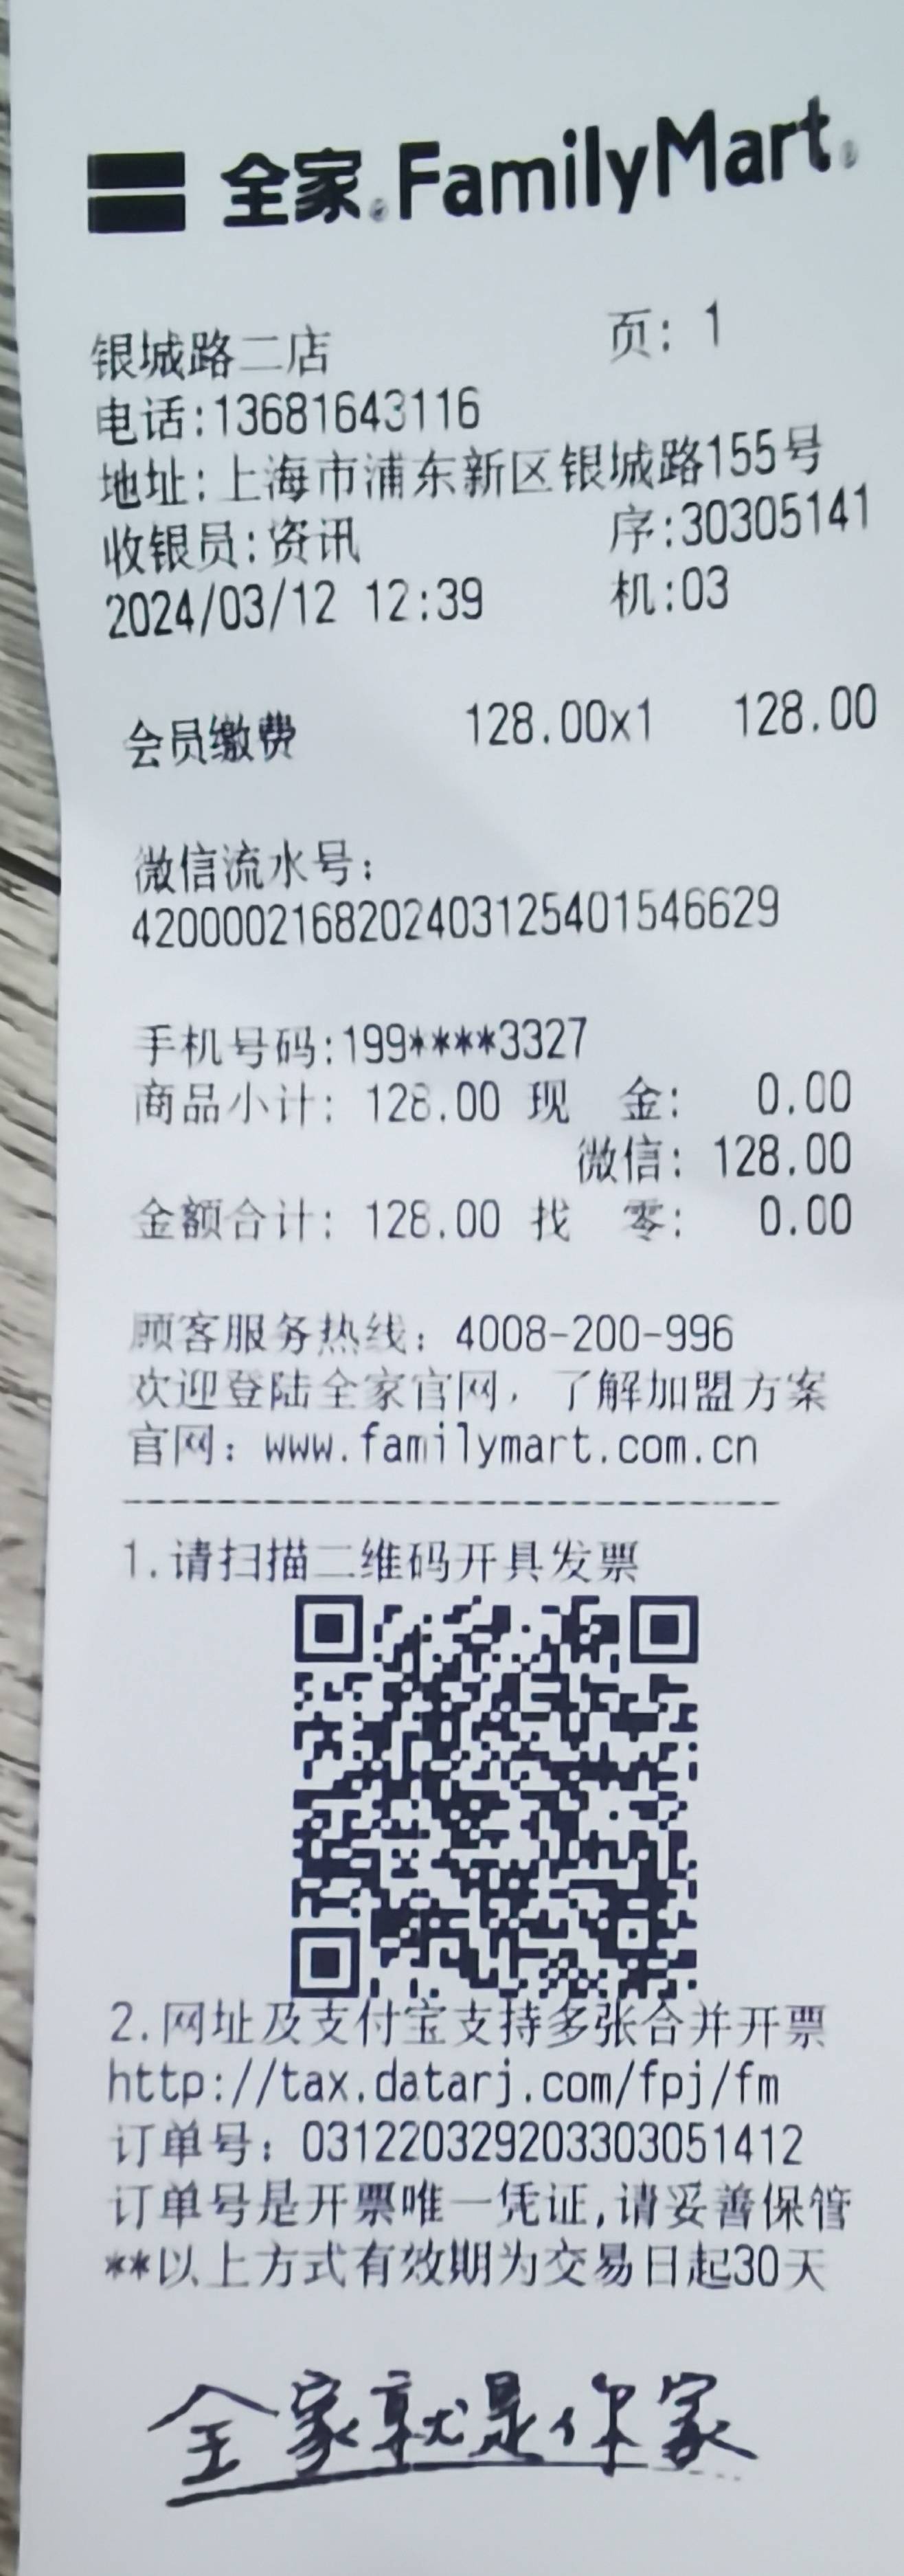 全家 FamilyMart
银城路二店 页: 1
电话:13681643116
地址:上海市浦东新区银城路155号
收银员:资讯 序:30305141
2024/03/12 12:39 机:03
会员缴费 128.00x1 128.00
微信流水号:
4200002168202403125401546629
手机号码:199****3327
商品小计: 128.00 现 金: 0.00
微信: 128.00
金额合计: 128.00 找 零: 0.00
顾客服务热线: 4008-200-996
欢迎登陆全家官网, 了解加盟方案
官网: www.familymart.com.cn
1.请扫描二维码开具发票
2.网址及支付宝支持多张合并开票
http://tax.datarj.com/fpj/fm
订单号: 031220329203303051412
订单号是开票唯一凭证,请妥善保管
**以上方式有效期为交易日起30天
全家就是你家